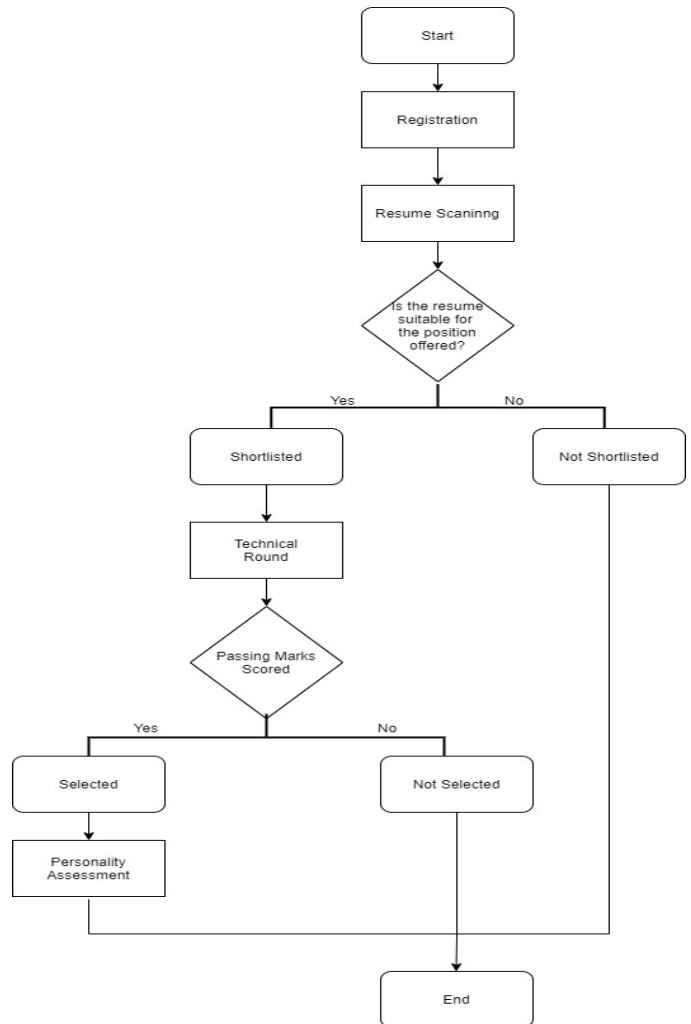 Start
Registration
Resume Scaninng
Is the resume
suitable for
the position
offered?
Yes
No
Shortlisted
Not Shortlisted
Technical
Round
Passing Marks
Scored
Yes
No
Selected
Not Selected
Personality
Assessment
End